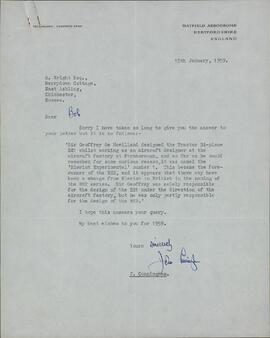 HATFIELD AERODROME
HERTFORDSHIRE
ENGLAND
15th January, 1959.
Wright Esq.,
Merrydown Cottage,
East Ashling,
Chichester,
Sussex.
Dear Bob
Sorry I have taken so long to give you the answer to
your letter but it is as follows:-
'Sir Geoffrey de Havilland designed the Tractor Bi-plane
BE1 whilst working as an aircraft designer at the
aircraft factory at Farnborough, and so far as he could
remember for some curious reason, it was named the
'Bleriot Experimental' number 1. This became the fore-
runner of the BE2, and it appears that there may have
been a change from Bleriot to British in the naming of
the BE2 series. Sir Geoffrey was solely responsible
for the design of the BE1 under the direction of the
aircraft factory, but he was only partly responsible
for the design of the BE2.'
I hope this answers your query.
My best wishes to you for 1959.
Yours sincerely
John
J. Cunningham.